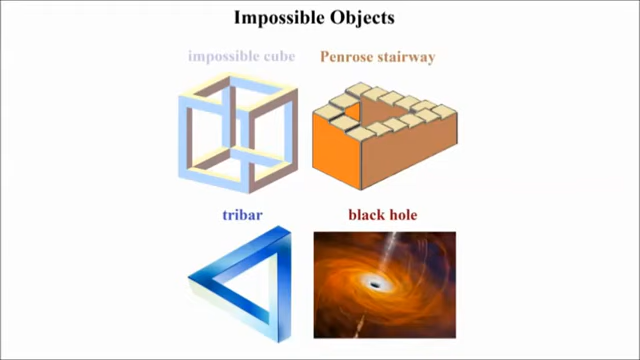 Impossible Objects
impossible cube
Penrose stairway
tribar
black hole